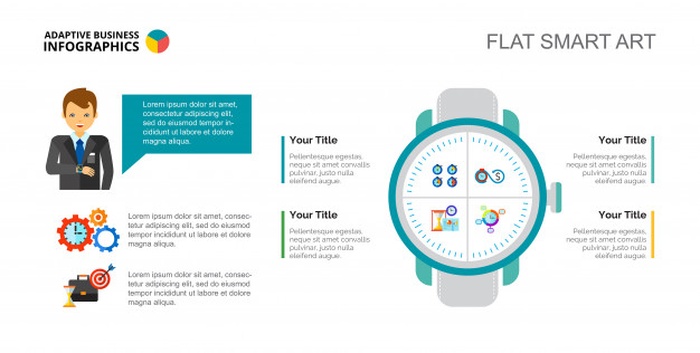 ADAPTIVE BUSINESS
INFOGRAPHICS
FLAT SMART ART
Lorem ipsum dolor sit amet,
consectetur adipiscing elit,
sed do eiusmod tempor
incididunt ut labore
et dolore magna
aliqua.
Lorem ipsum dolor sit amet, consec-
tetur adipiscing elit, sed do eiusmod
tempor incididunt ut labore et dolore
magna aliqua.
Lorem ipsum dolor sit amet, consec-
tetur adipiscing elit, sed do eiusmod
tempor incididunt ut labore et dolore
magna aliqua.
Your Title
Pellentesque egestas,
neque sit amet convallis
pulvinar, justo nulla
eleifend augue.
Your Title
Pellentesque egestas,
neque sit amet convallis
pulvinar, justo nulla
eleifend augue.
Your Title
Pellentesque egestas,
neque sit amet convallis
pulvinar, justo nulla
eleifend augue.
Your Title
Pellentesque egestas,
neque sit amet convallis
pulvinar, justo nulla
eleifend augue.
$